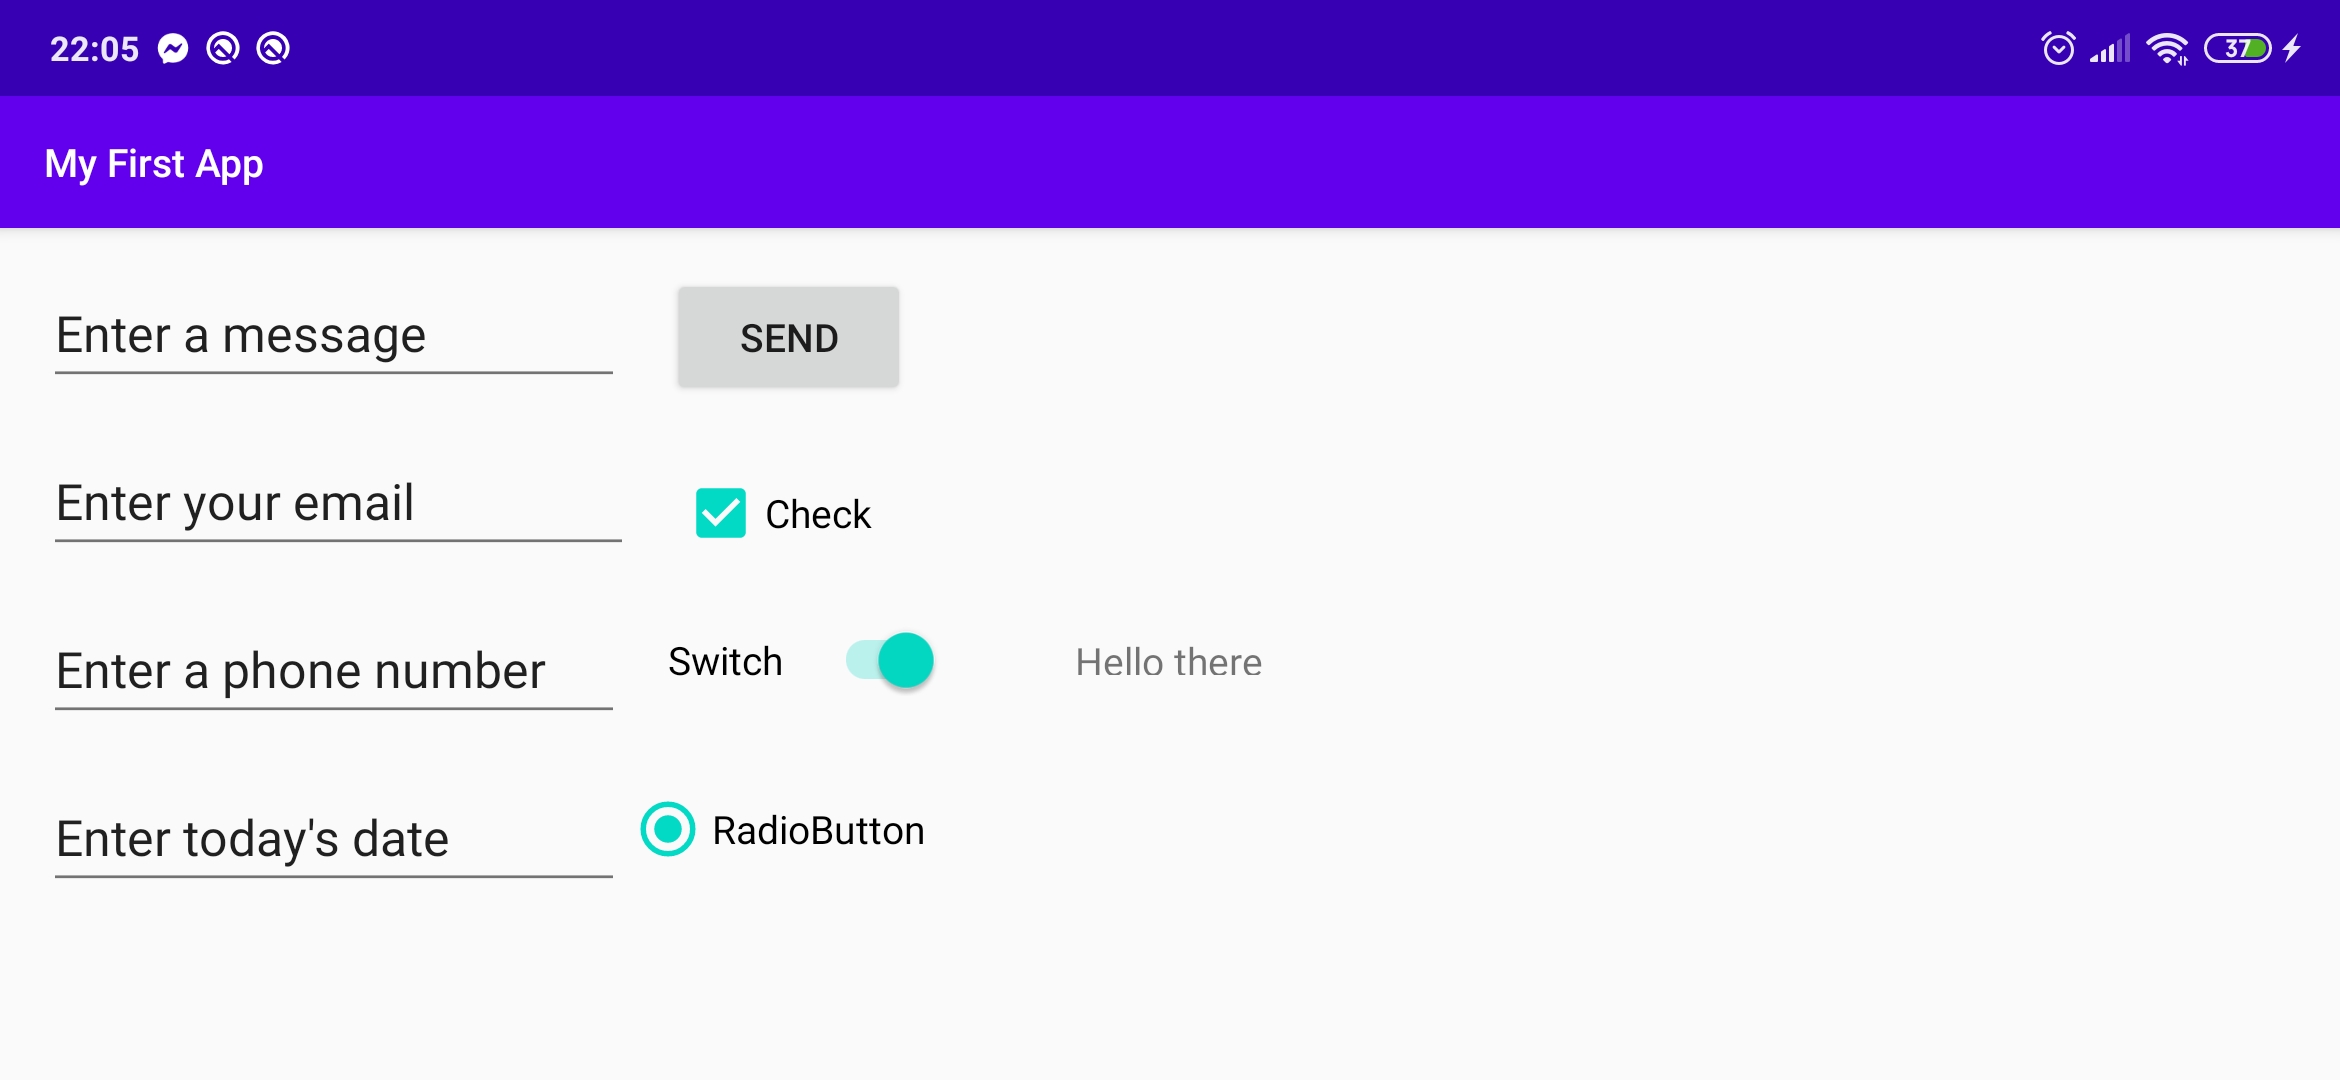 22:05
37
My First App
Enter a message
SEND
Enter your email
Check
Enter a phone number
Switch
Hello there
Enter today's date
RadioButton